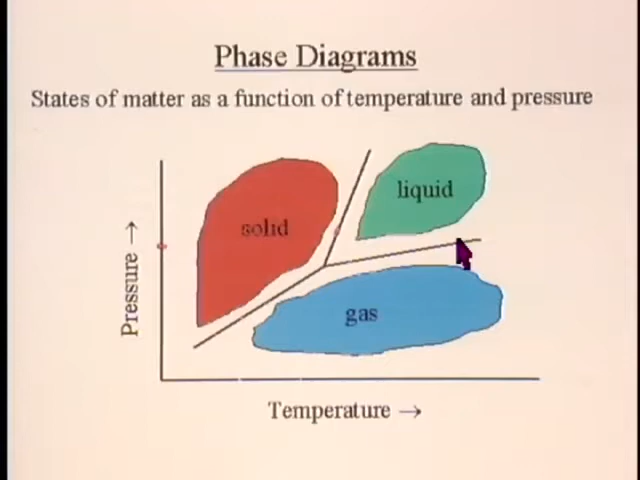 Phase Diagrams
States of matter as a function of temperature and pressure
liquid
solid
gas
Pressure →
Temperature →